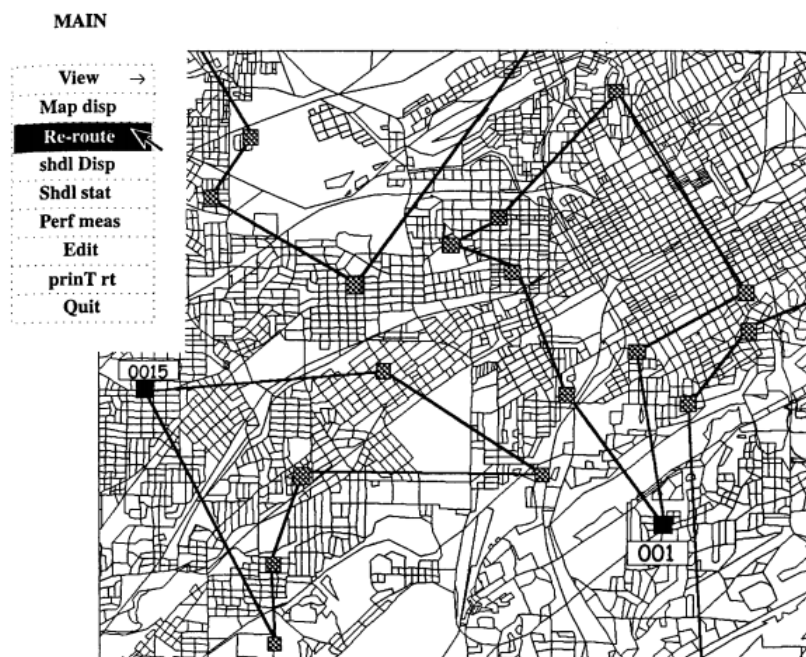 MAIN
View →
Map disp
Re-route
shdl Disp
Shdl stat
Perf meas
Edit
prinT rt
Quit
0015
001